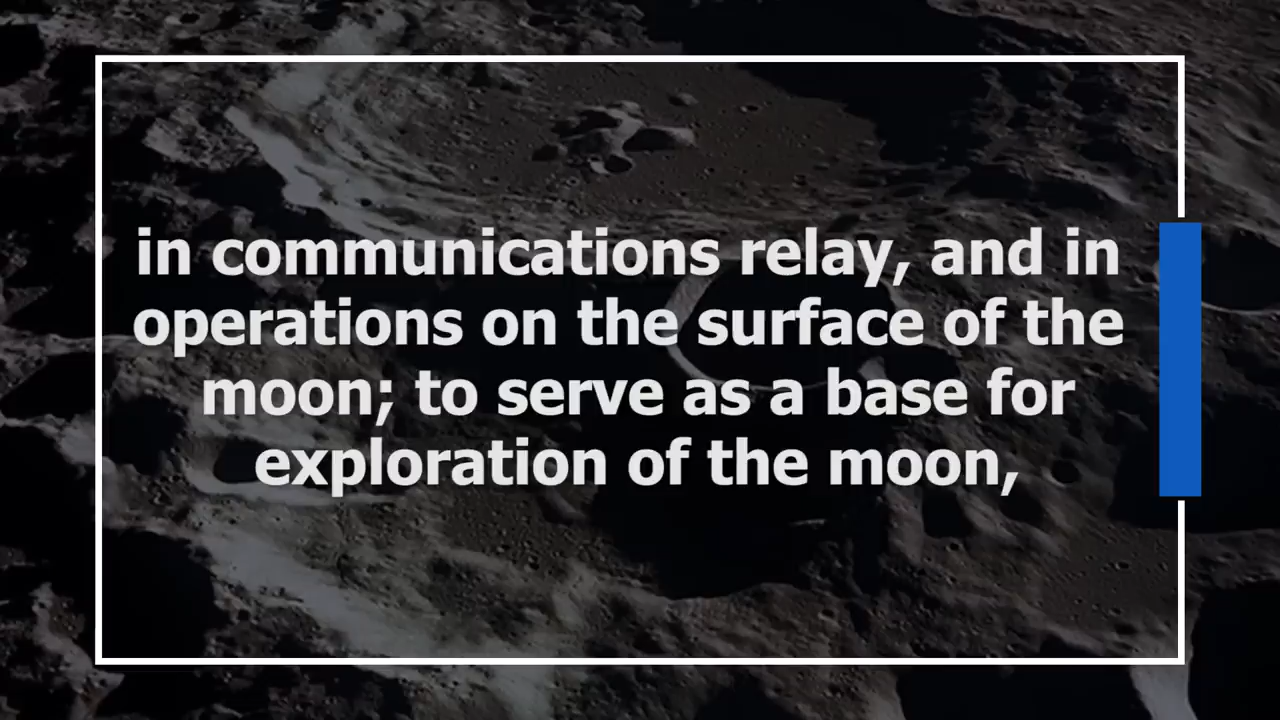 in communications relay, and in
operations on the surface of the
moon; to serve as a base for
exploration of the moon,